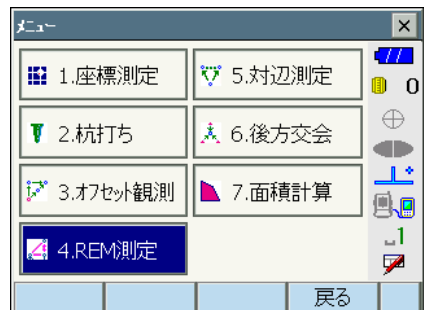 ﾒﾆｭｰ
1.座標測定
5.対辺測定
0
2.杭打ち
6.後方交会
3.ｵﾌｾｯﾄ観測
7.面積計算
4.REM測定
1
戻る